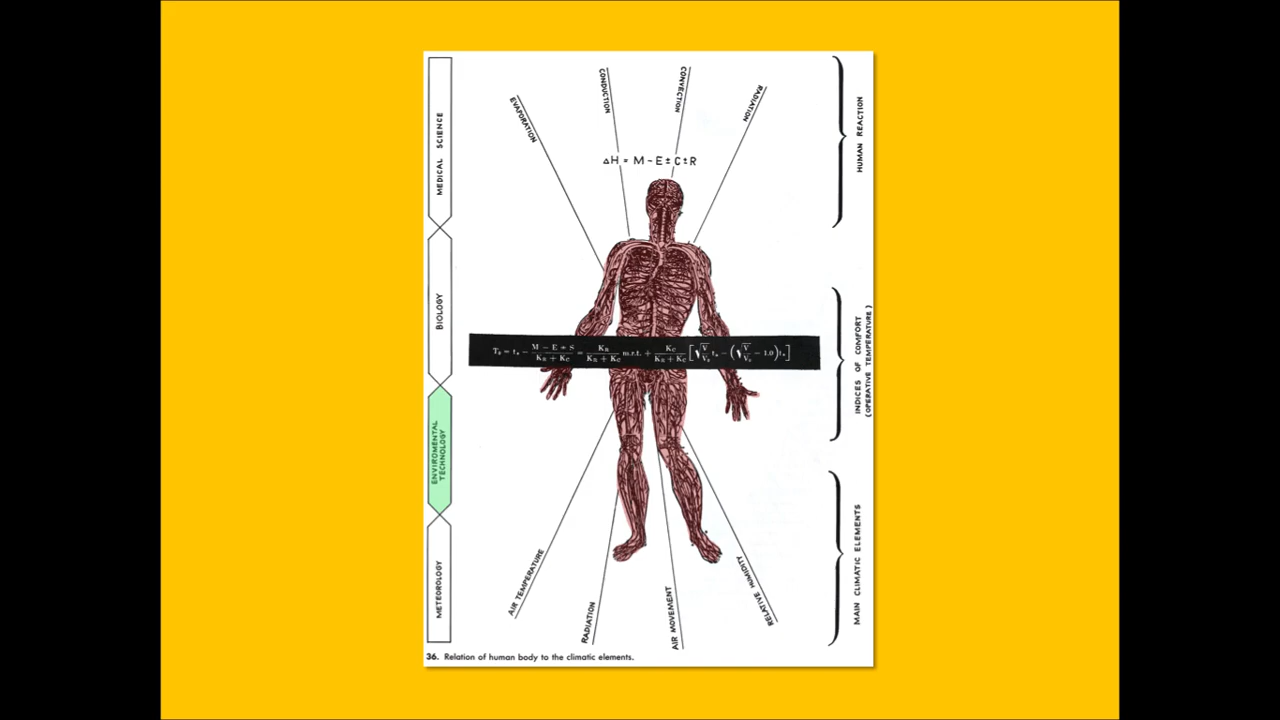 CONDUCTION
CONVECTION
RADIATION
EVAPORATION
ΔH = M - E ± C ± R
MEDICAL SCIENCE
BIOLOGY
ENVIROMENTAL
TECHNOLOGY
METEOROLOGY
HUMAN REACTION
INDICES OF COMFORT
(OPERATIVE TEMPERATURE)
MAIN CLIMATIC ELEMENTS
AIR TEMPERATURE
RADIATION
AIR MOVEMENT
RELATIVE HUMIDITY
36. Relation of human body to the climatic elements.